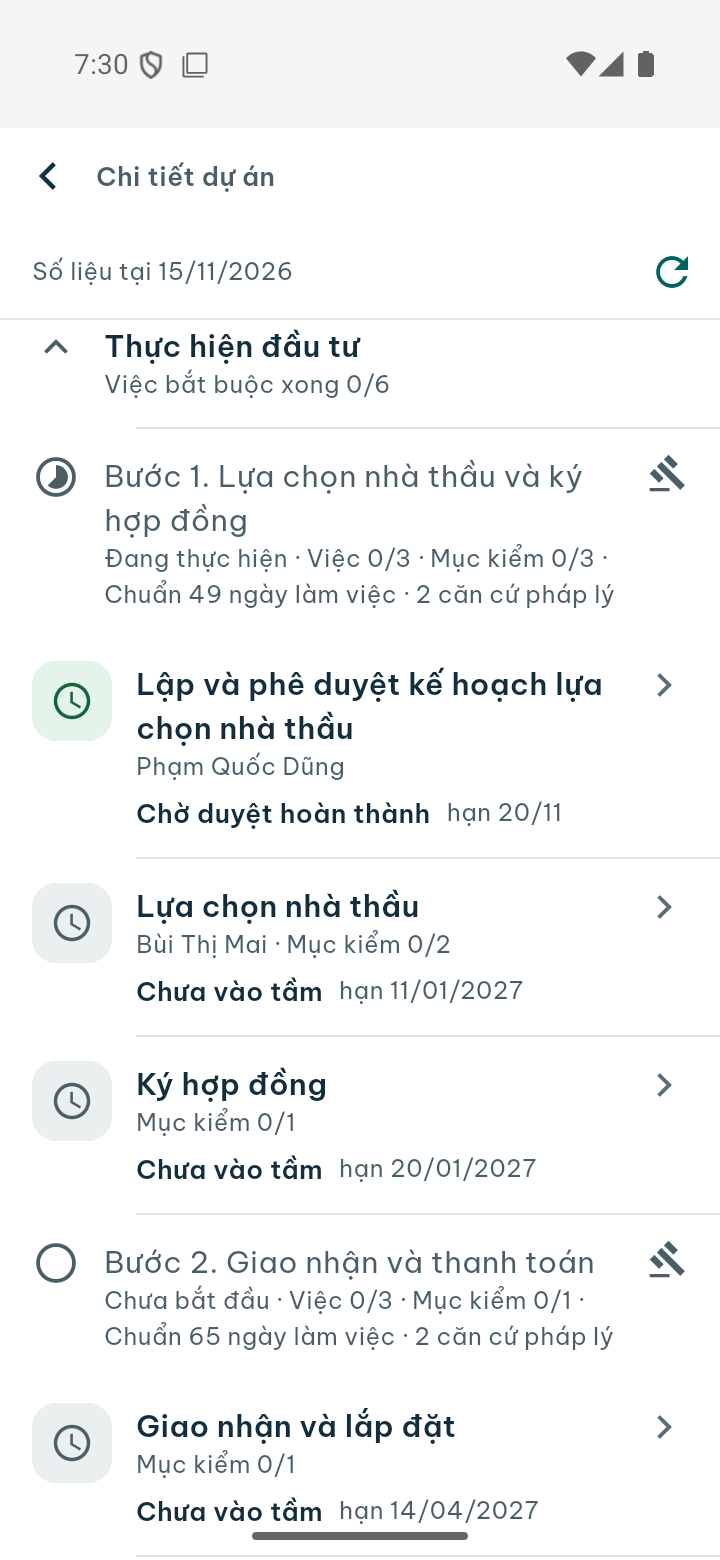 7:30
Chi tiết dự án
Số liệu tại 15/11/2026
Thực hiện đầu tư
Việc bắt buộc xong 0/6
Bước 1. Lựa chọn nhà thầu và ký
hợp đồng
Đang thực hiện · Việc 0/3 · Mục kiểm 0/3 ·
Chuẩn 49 ngày làm việc · 2 căn cứ pháp lý
Lập và phê duyệt kế hoạch lựa
chọn nhà thầu
Phạm Quốc Dũng
Chờ duyệt hoàn thành hạn 20/11
Lựa chọn nhà thầu
Bùi Thị Mai · Mục kiểm 0/2
Chưa vào tầm hạn 11/01/2027
Ký hợp đồng
Mục kiểm 0/1
Chưa vào tầm hạn 20/01/2027
Bước 2. Giao nhận và thanh toán
Chưa bắt đầu · Việc 0/3 · Mục kiểm 0/1 ·
Chuẩn 65 ngày làm việc · 2 căn cứ pháp lý
Giao nhận và lắp đặt
Mục kiểm 0/1
Chưa vào tầm hạn 14/04/2027